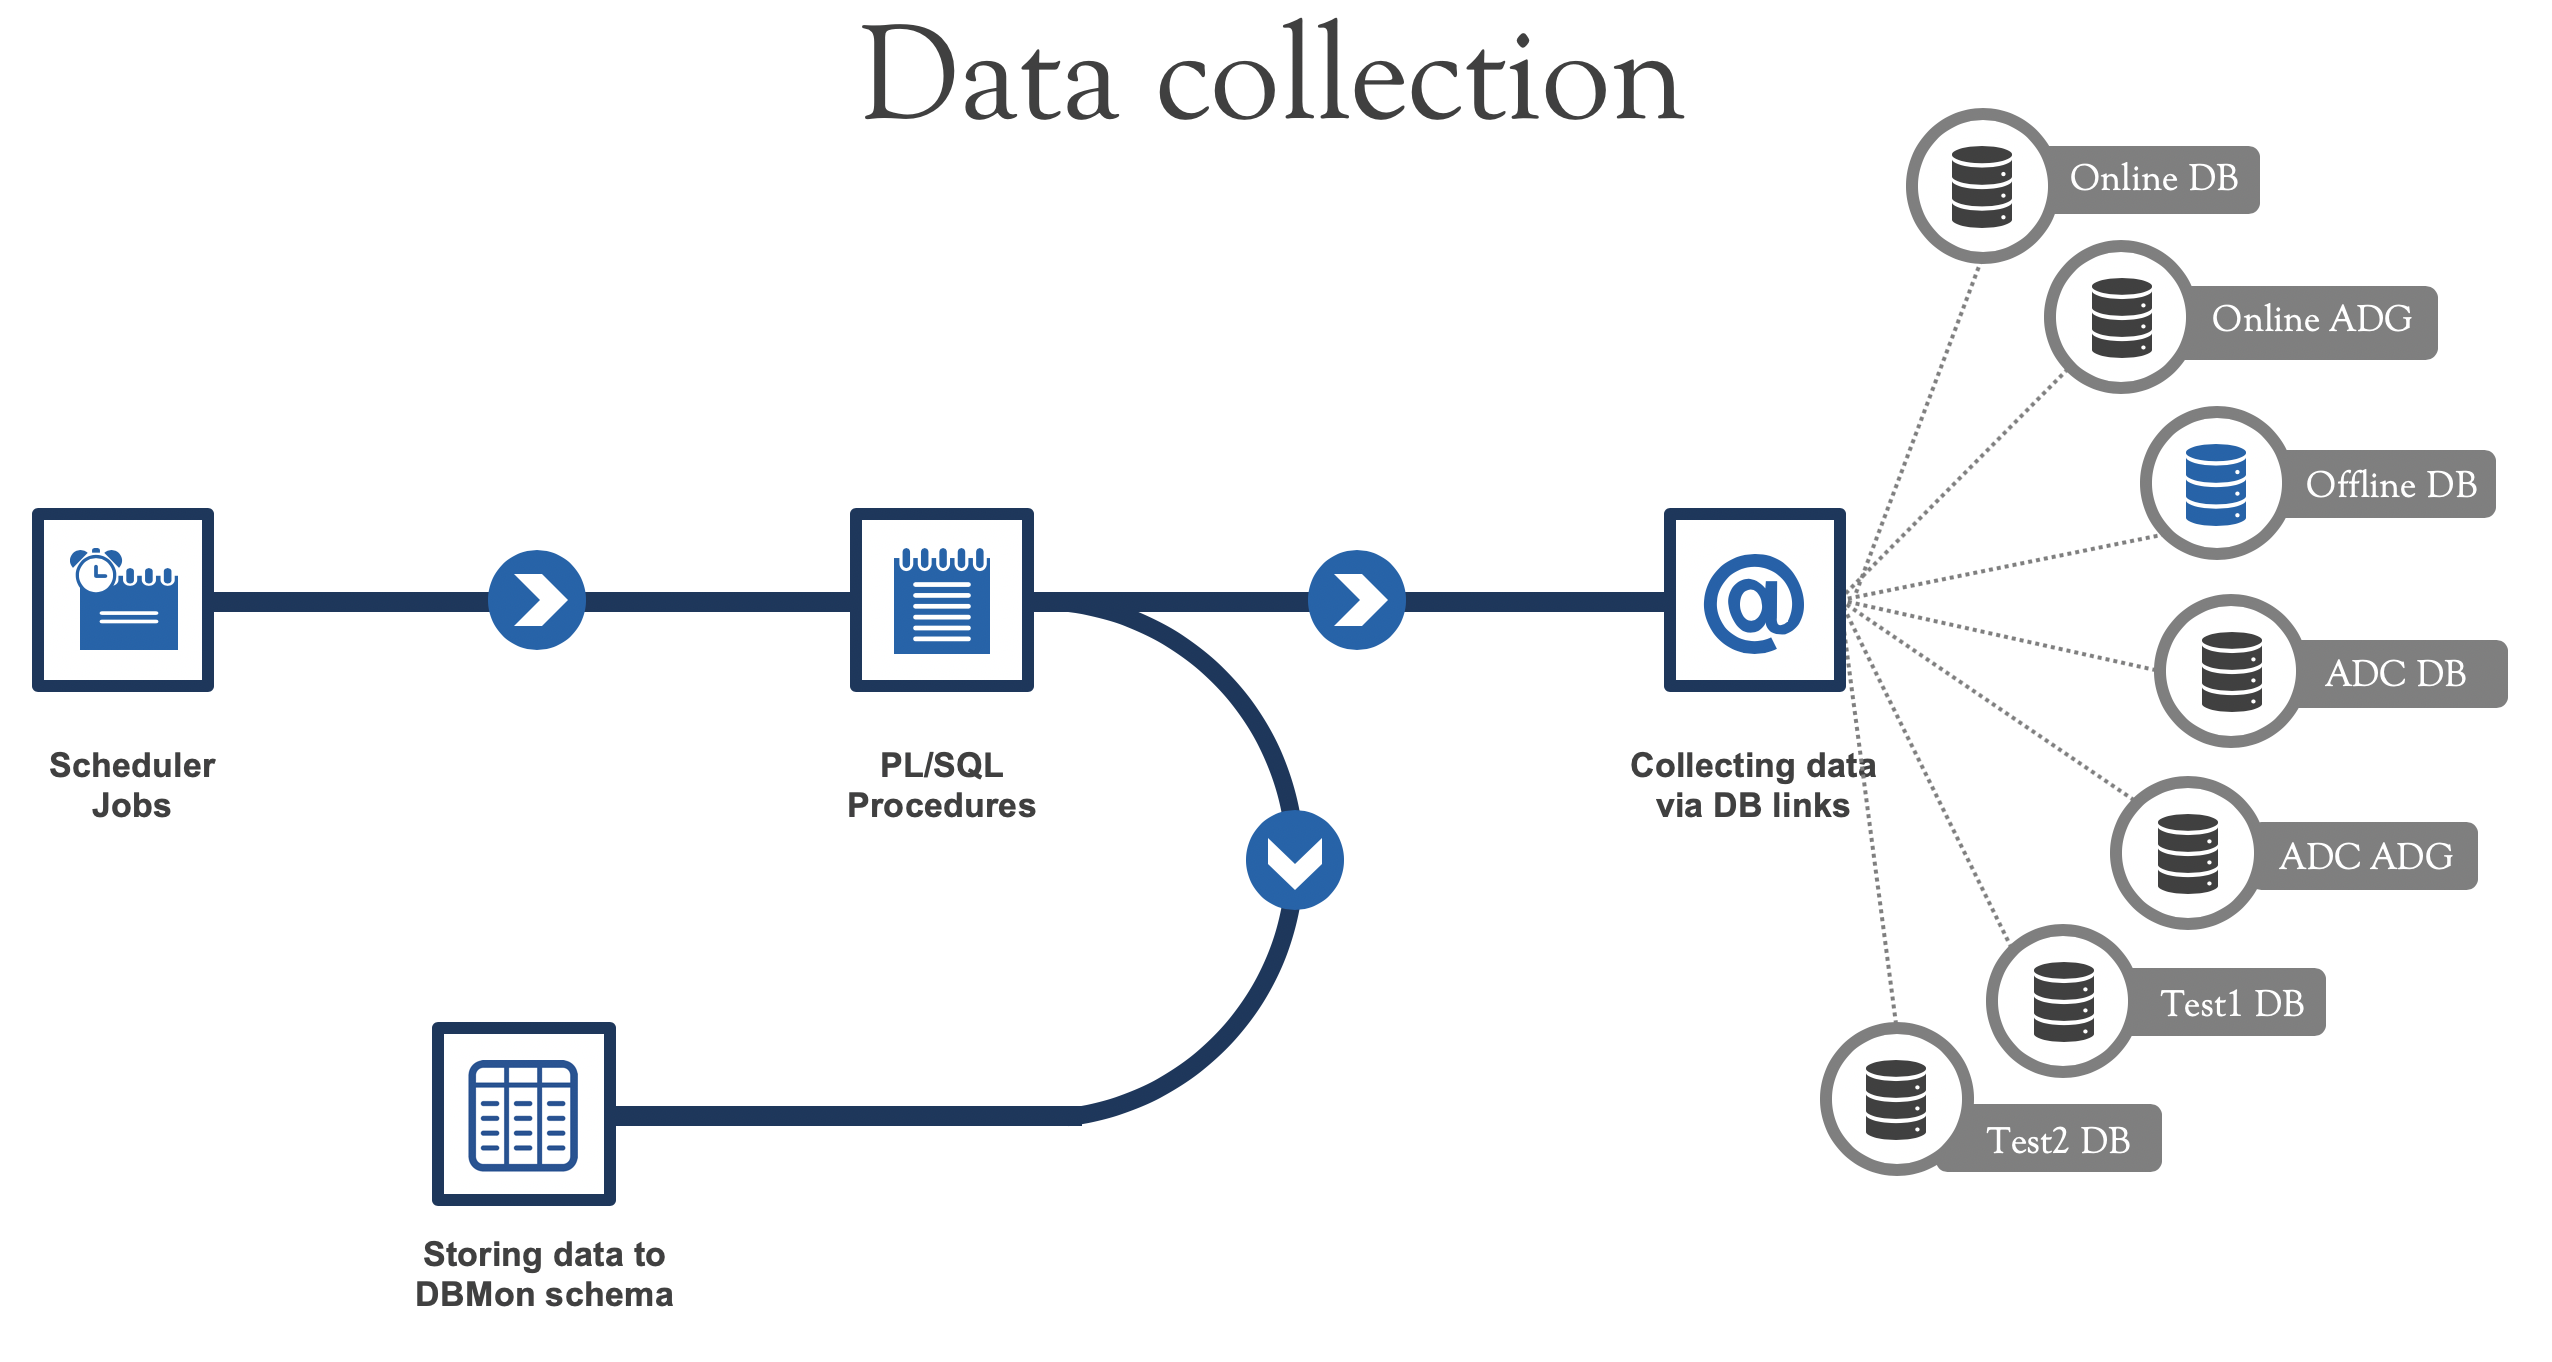 Data collection
Online DB
Online ADG
Offline DB
ADC DB
ADC ADG
Test1 DB
Test2 DB
Scheduler
Jobs
PL/SQL
Procedures
Collecting data
via DB links
Storing data to
DBMon schema